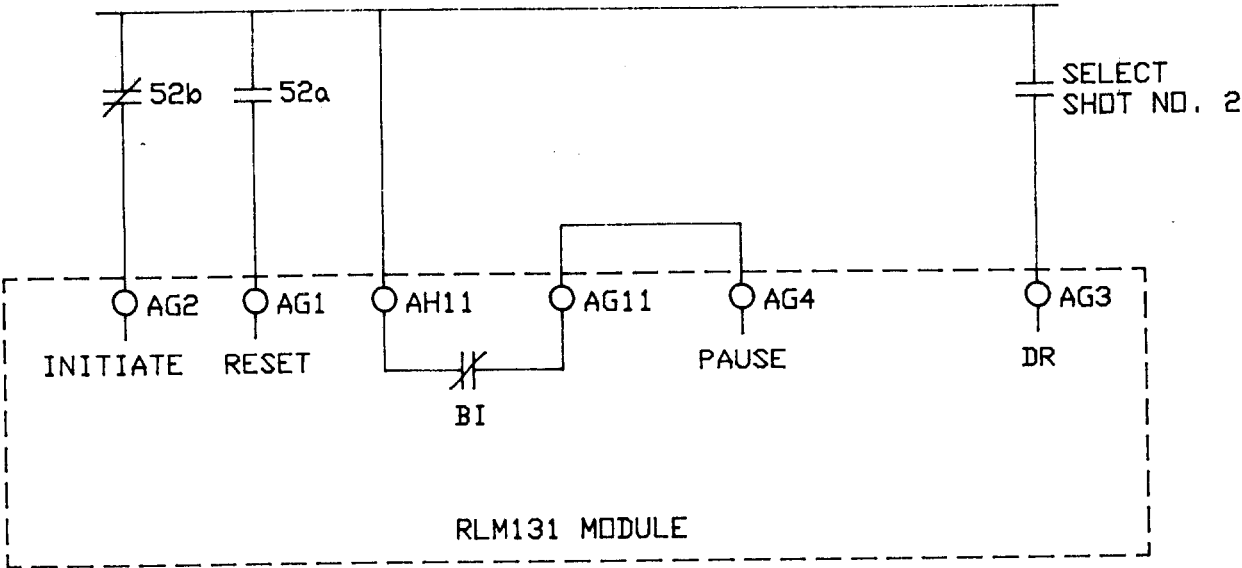 52b
52a
SELECT
SHOT NO. 2
AG2
AG1
AH11
AG11
AG4
AG3
INITIATE
RESET
PAUSE
DR
BI
RLM131 MODULE